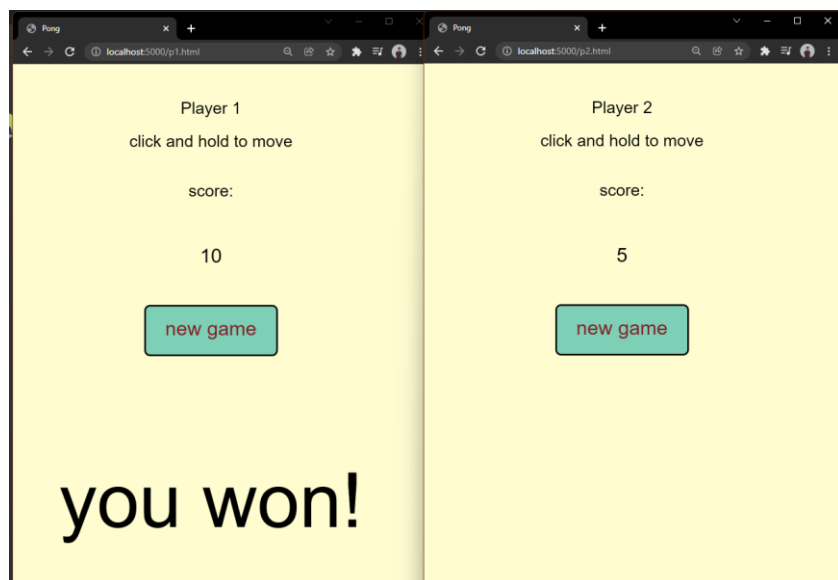 Pong
localhost:5000/p1.html
Player 1
click and hold to move
score:
10
new game
you won!
Pong
localhost:5000/p2.html
Player 2
click and hold to move
score:
5
new game